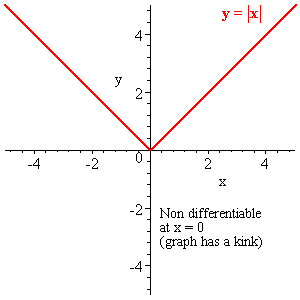 y = |x|
4
y
2
0
-4
-2
2
4
x
-2
Non differentiable
at x = 0
(graph has a kink)
-4